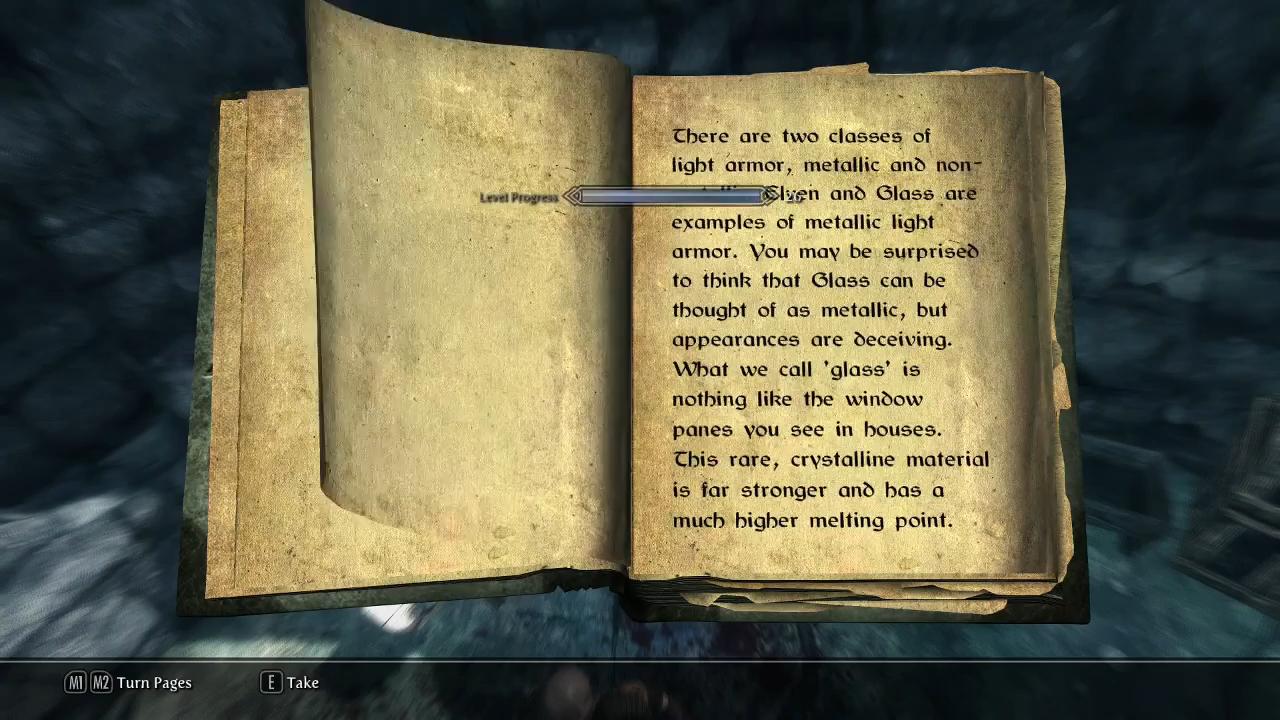 There are two classes of
light armor, metallic and non-
Level Progress
Elven and Glass are
examples of metallic light
armor. You may be surprised
to think that Glass can be
thought of as metallic, but
appearances are deceiving.
What we call 'glass' is
nothing like the window
panes you see in houses.
This rare, crystalline material
is far stronger and has a
much higher melting point.
M1 M2 Turn Pages
E Take